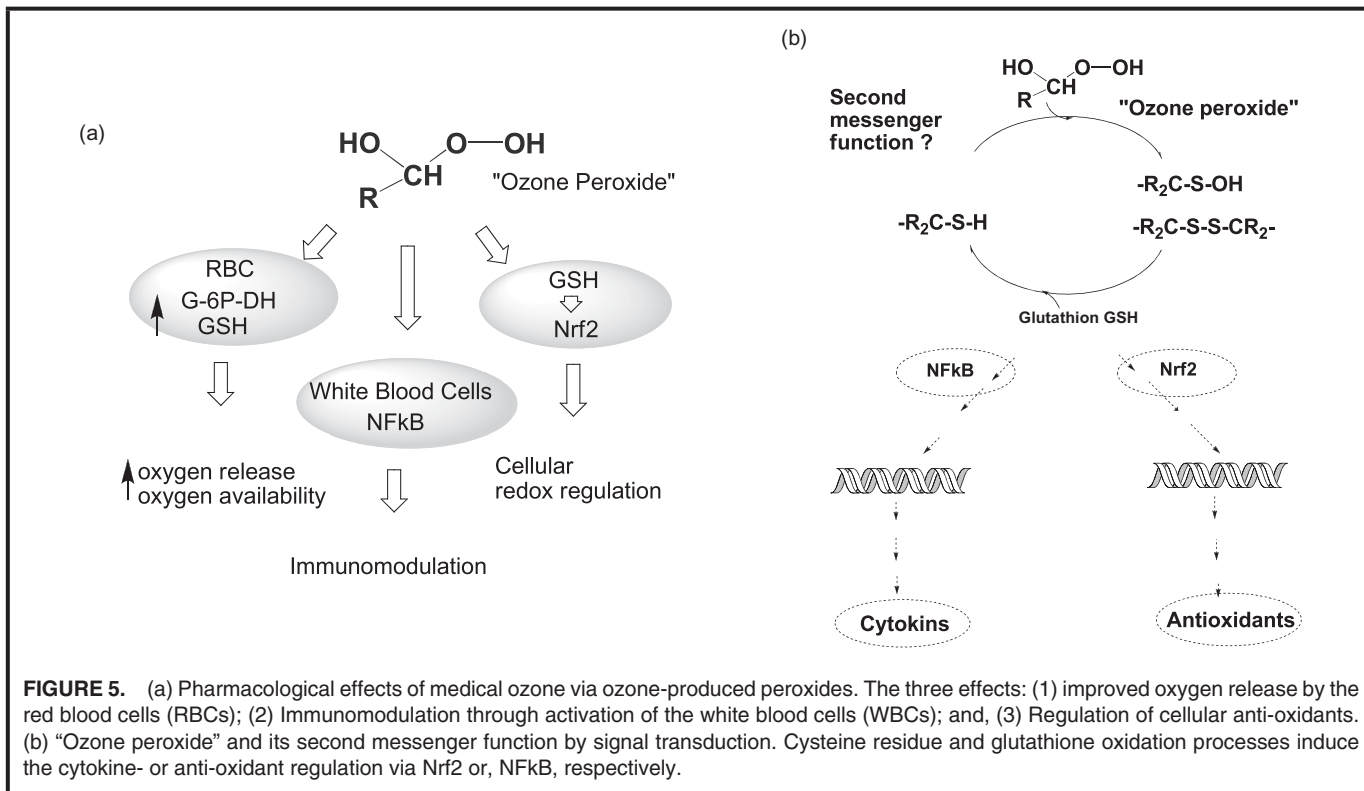 (a)
HO O—OH
CH
R
"Ozone Peroxide"
RBC
G-6P-DH
GSH
GSH
Nrf2
White Blood Cells
NFkB
oxygen release
oxygen availability
Cellular
redox regulation
Immunomodulation
(b)
HO O—OH
CH
R
"Ozone peroxide"
Second
messenger
function ?
-R₂C-S-OH
-R₂C-S-H
-R₂C-S-S-CR₂-
Glutathion GSH
NFkB
Nrf2
Cytokins
Antioxidants
FIGURE 5. (a) Pharmacological effects of medical ozone via ozone-produced peroxides. The three effects: (1) improved oxygen release by the
red blood cells (RBCs); (2) Immunomodulation through activation of the white blood cells (WBCs); and, (3) Regulation of cellular anti-oxidants.
(b) “Ozone peroxide” and its second messenger function by signal transduction. Cysteine residue and glutathione oxidation processes induce
the cytokine- or anti-oxidant regulation via Nrf2 or, NFkB, respectively.